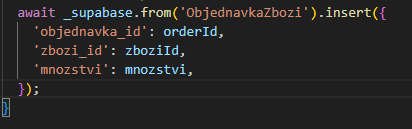 await _supabase.from('ObjednavkaZbozi').insert({
'objednavka_id': orderId,
'zbozi_id': zboziId,
'mnozstvi': mnozstvi,
});
}